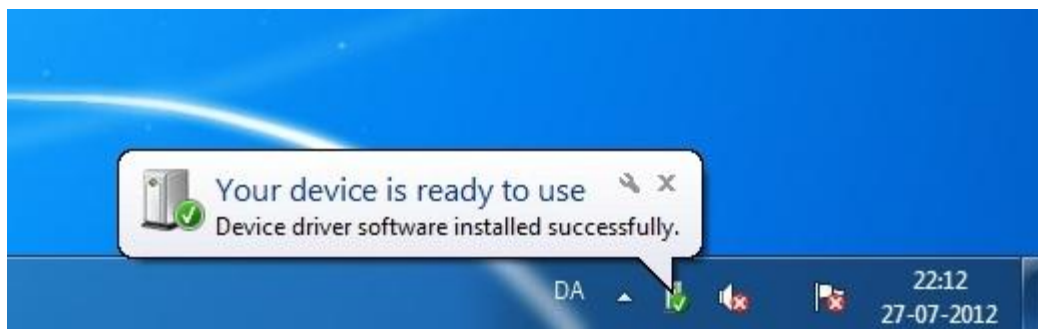 Your device is ready to use
Device driver software installed successfully.
DA
22:12
27-07-2012